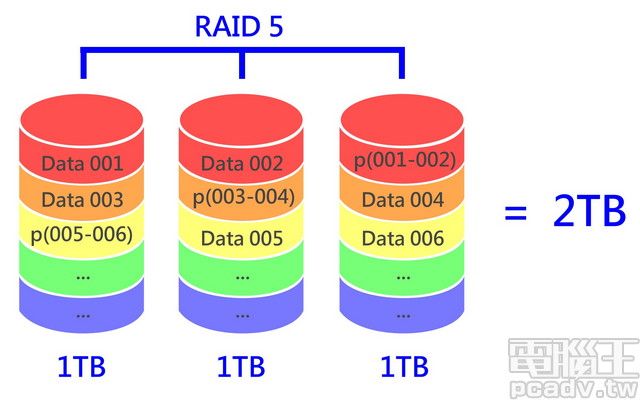 RAID 5
Data 001 Data 002 p(001-002)
Data 003 p(003-004) Data 004
p(005-006) Data 005 Data 006
... ... ...
... ... ...
= 2TB
1TB 1TB 1TB
電腦王
pcadv.tw